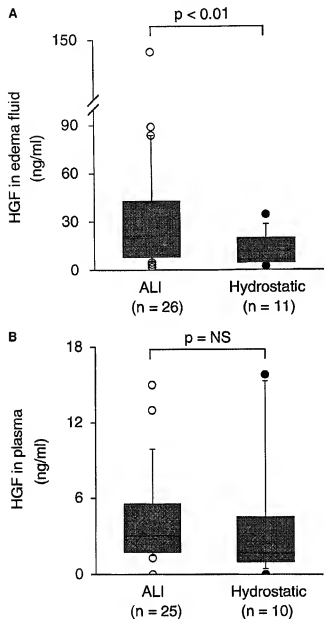 A
p < 0.01
150
90
60
30
0
HGF in edema fluid
(ng/ml)
ALI
Hydrostatic
(n = 26)
(n = 11)
B
p = NS
18
12
6
0
HGF in plasma
(ng/ml)
ALI
Hydrostatic
(n = 25)
(n = 10)